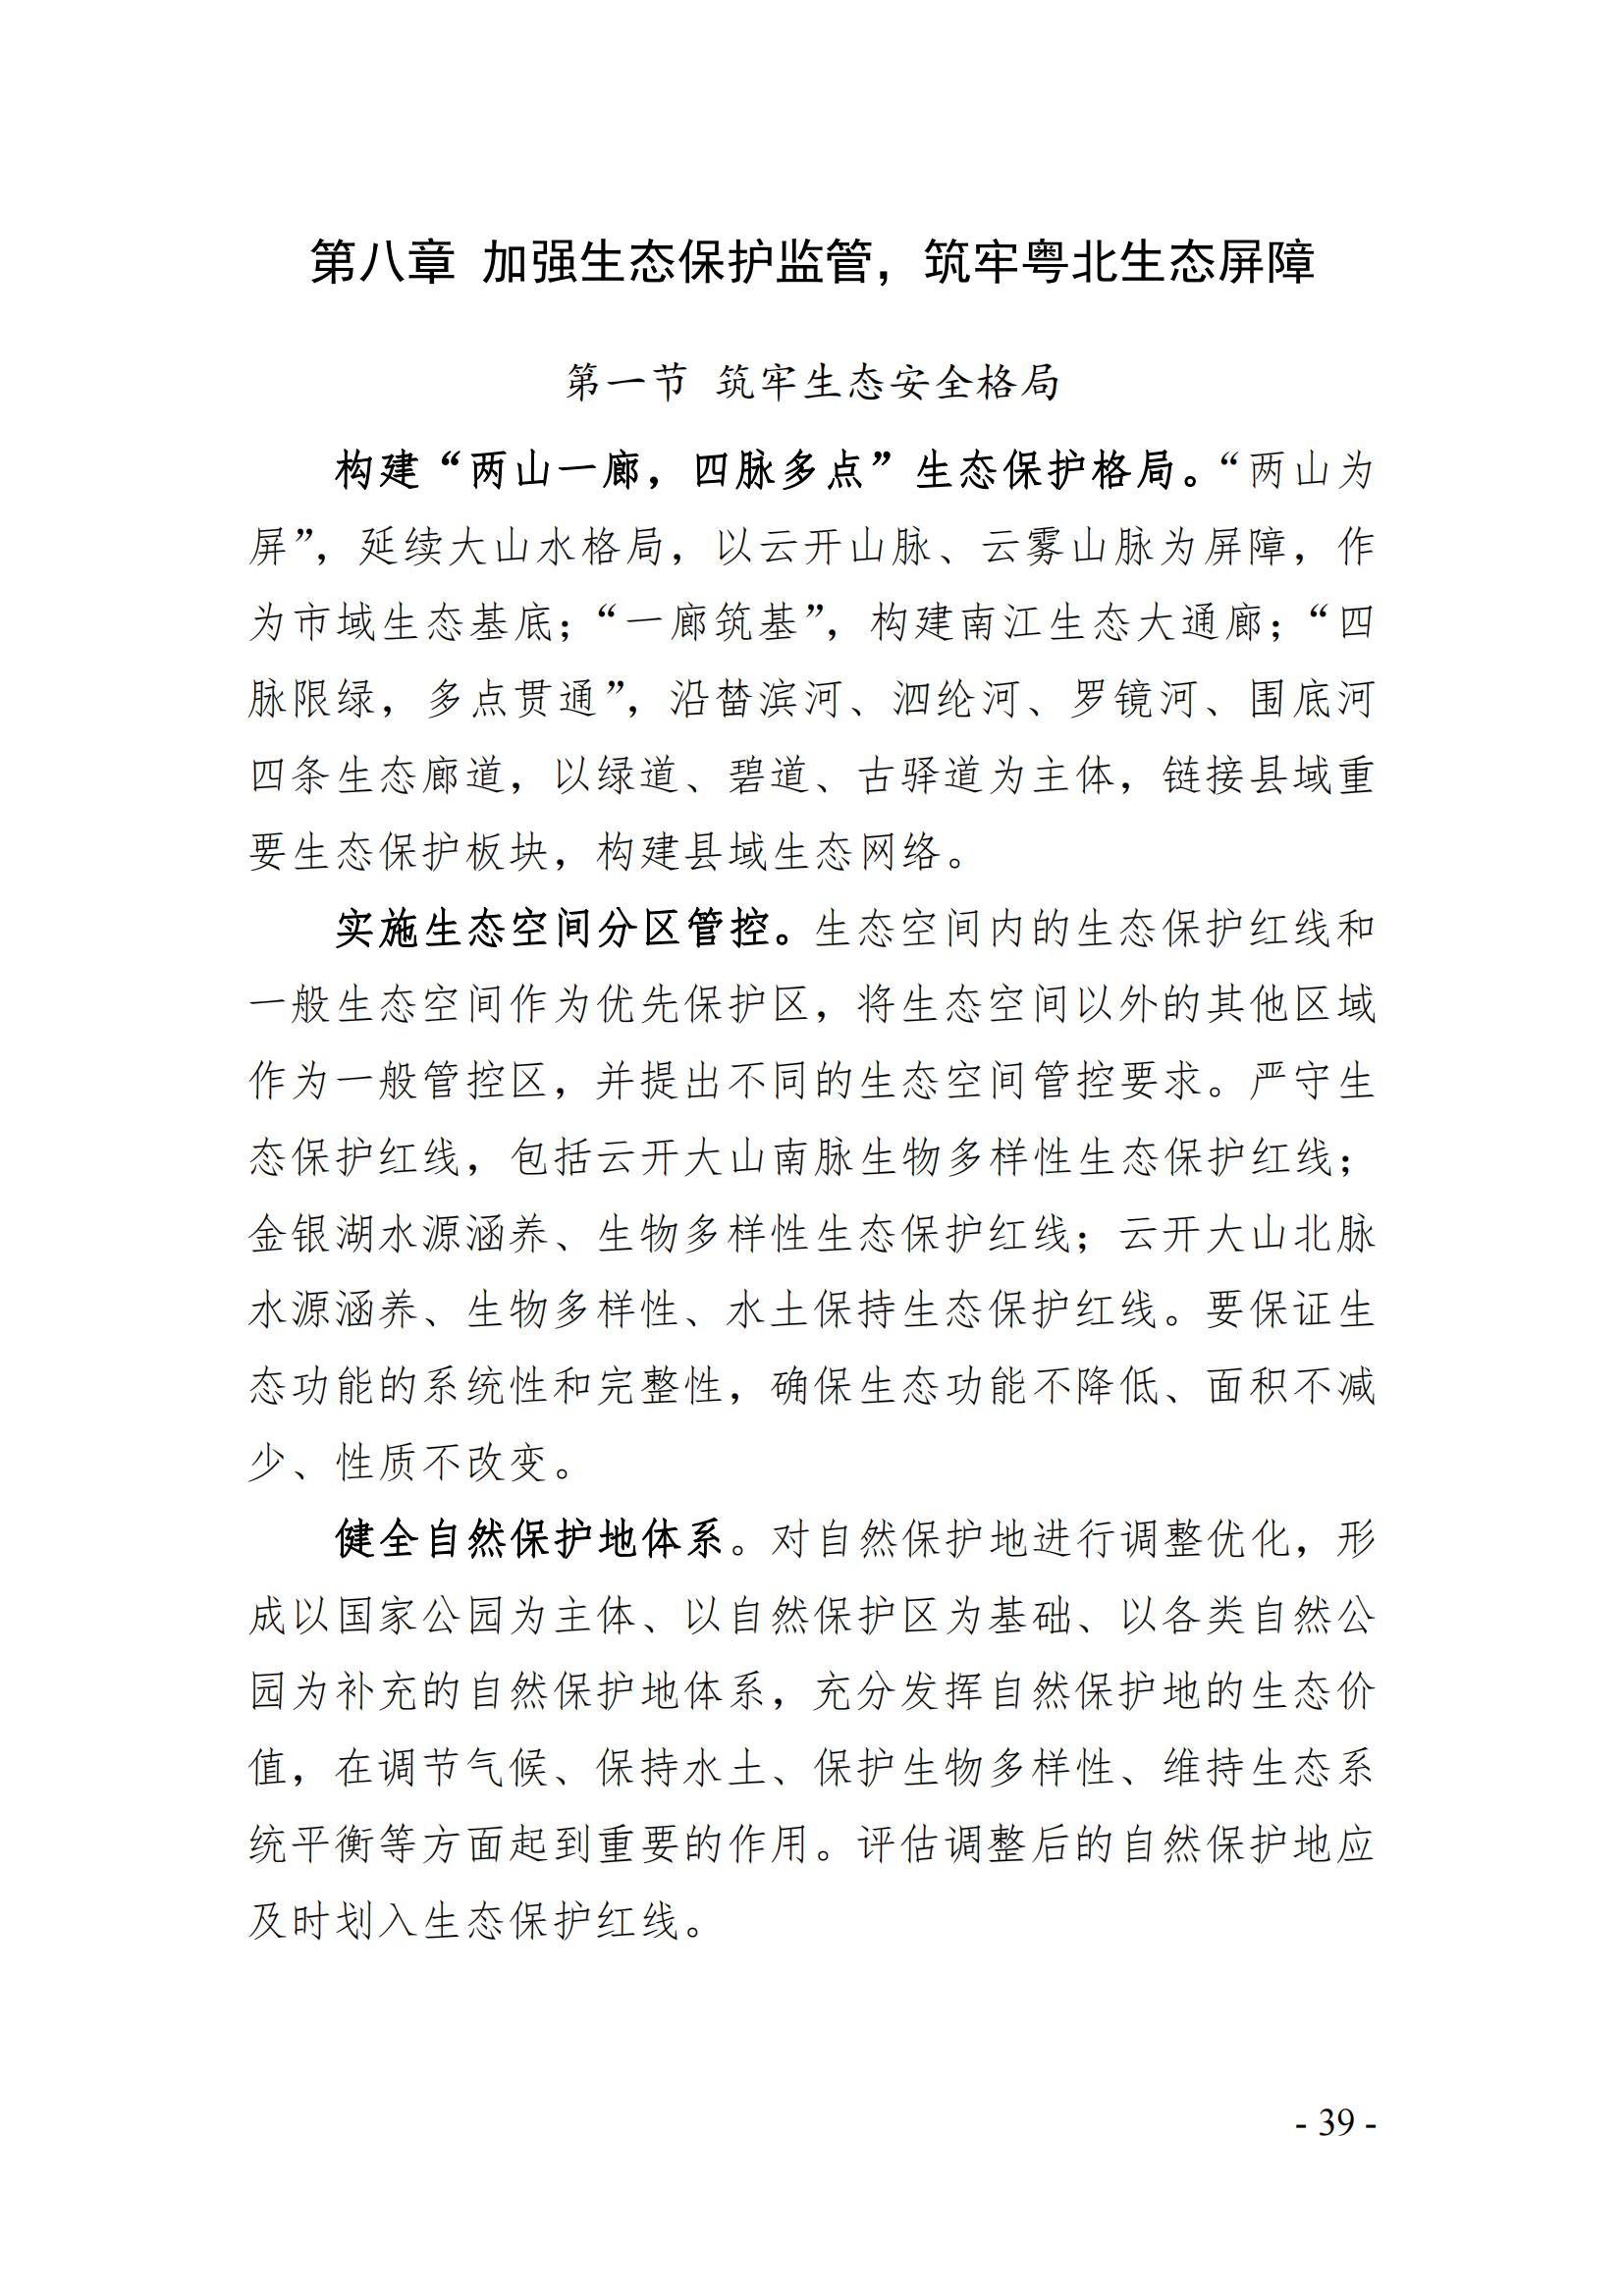 第八章 加强生态保护监管，筑牢粤北生态屏障
第一节 筑牢生态安全格局
构建“两山一廊，四脉多点”生态保护格局。“两山为
屏”，延续大山水格局，以云开山脉、云雾山脉为屏障，作
为市域生态基底；“一廊筑基”，构建南江生态大通廊；“四
脉限绿，多点贯通”，沿榃滨河、泗纶河、罗镜河、围底河
四条生态廊道，以绿道、碧道、古驿道为主体，链接县域重
要生态保护板块，构建县域生态网络。
实施生态空间分区管控。生态空间内的生态保护红线和
一般生态空间作为优先保护区，将生态空间以外的其他区域
作为一般管控区，并提出不同的生态空间管控要求。严守生
态保护红线，包括云开大山南脉生物多样性生态保护红线；
金银湖水源涵养、生物多样性生态保护红线；云开大山北脉
水源涵养、生物多样性、水土保持生态保护红线。要保证生
态功能的系统性和完整性，确保生态功能不降低、面积不减
少、性质不改变。
健全自然保护地体系。对自然保护地进行调整优化，形
成以国家公园为主体、以自然保护区为基础、以各类自然公
园为补充的自然保护地体系，充分发挥自然保护地的生态价
值，在调节气候、保持水土、保护生物多样性、维持生态系
统平衡等方面起到重要的作用。评估调整后的自然保护地应
及时划入生态保护红线。
- 39 -